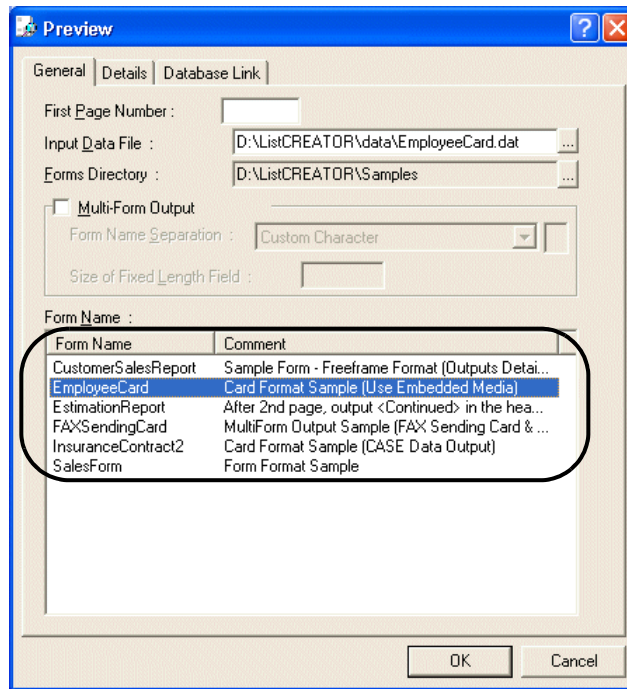 Preview
General Details Database Link
First Page Number :
Input Data File : D:\ListCREATOR\data\EmployeeCard.dat ...
Forms Directory : D:\ListCREATOR\Samples ...
Multi-Form Output
Form Name Separation : Custom Character
Size of Fixed Length Field :
Form Name :
Form Name Comment
CustomerSalesReport Sample Form - Freeframe Format (Outputs Detai...
EmployeeCard Card Format Sample (Use Embedded Media)
EstimationReport After 2nd page, output <Continued> in the hea...
FAXSendingCard MultiForm Output Sample (FAX Sending Card & ...
InsuranceContract2 Card Format Sample (CASE Data Output)
SalesForm Form Format Sample
OK Cancel